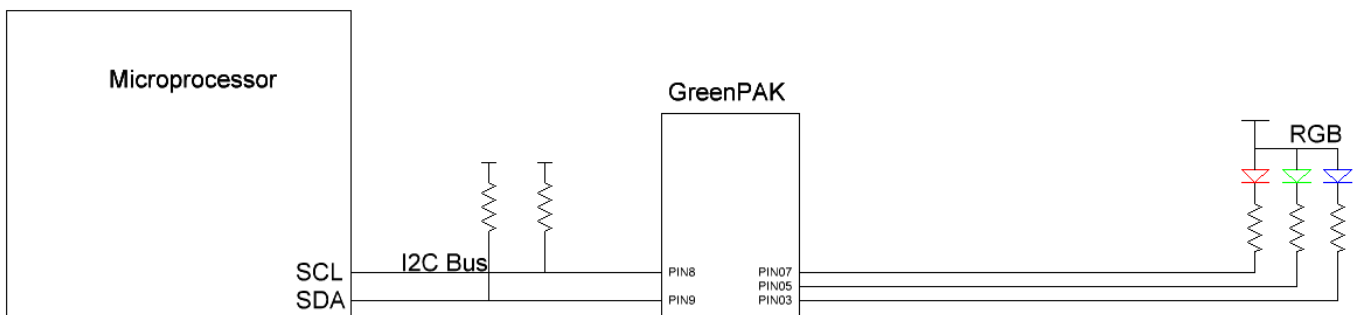 Microprocessor
GreenPAK
RGB
I2C Bus
SCL
PIN8
PIN07
PIN05
SDA
PIN9
PIN03